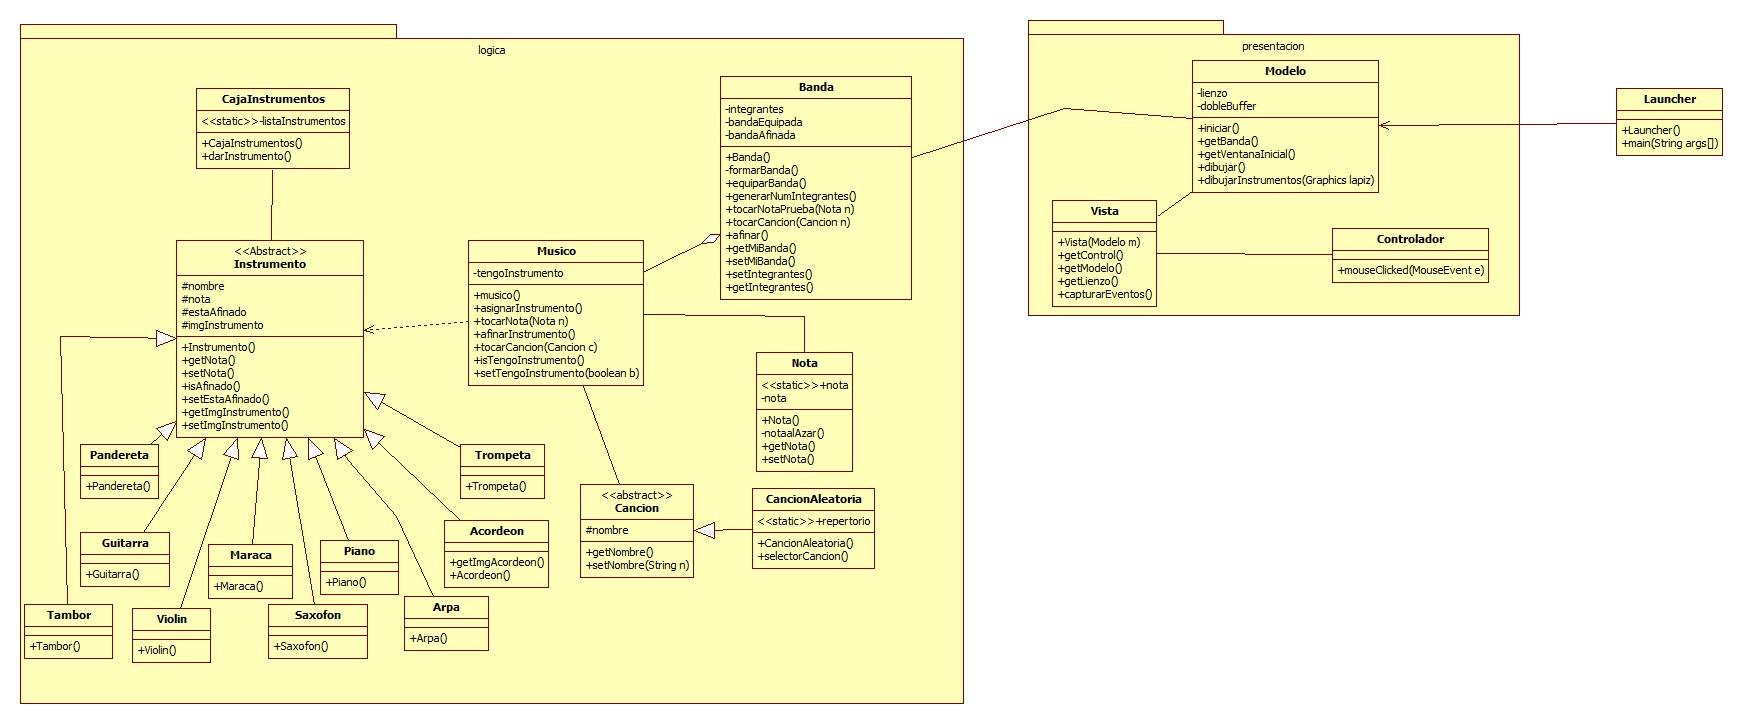 logica
CajaInstrumentos
<<static>>-listaInstrumentos
+CajaInstrumentos()
+darInstrumento()
<<Abstract>>
Instrumento
#nombre
#nota
#estaAfinado
#imgInstrumento
+Instrumento()
+getNota()
+setNota()
+isAfinado()
+setEstaAfinado()
+getImgInstrumento()
+setImgInstrumento()
Musico
-tengoInstrumento
+musico()
+asignarInstrumento()
+tocarNota(Nota n)
+afinarInstrumento()
+tocarCancion(Cancion c)
+isTengoInstrumento()
+setTengoInstrumento(boolean b)
Banda
-integrantes
-bandaEquipada
-bandaAfinada
+Banda()
-formarBanda()
+equiparBanda()
+generarNumIntegrantes()
+tocarNotaPrueba(Nota n)
+tocarCancion(Cancion n)
+afinar()
+getMiBanda()
+setMiBanda()
+setIntegrantes()
+getIntegrantes()
Nota
<<static>>+nota
-nota
+Nota()
-notaalAzar()
+getNota()
+setNota()
<<abstract>>
Cancion
#nombre
+getNombre()
+setNombre(String n)
CancionAleatoria
<<static>>+repertorio
+CancionAleatoria()
+selectorCancion()
Pandereta
+Pandereta()
Trompeta
+Trompeta()
Guitarra
+Guitarra()
Maraca
+Maraca()
Piano
+Piano()
Acordeon
+getImgAcordeon()
+Acordeon()
Tambor
+Tambor()
Violin
+Violin()
Saxofon
+Saxofon()
Arpa
+Arpa()
presentacion
Modelo
-lienzo
-dobleBuffer
+iniciar()
+getBanda()
+getVentanaInicial()
+dibujar()
+dibujarInstrumentos(Graphics lapiz)
Vista
+Vista(Modelo m)
+getControl()
+getModelo()
+getLienzo()
+capturarEventos()
Controlador
+mouseClicked(MouseEvent e)
Launcher
+Launcher()
+main(String args[])